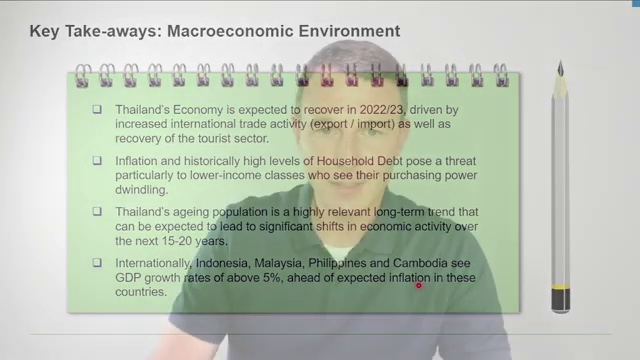 Key Take-aways: Macroeconomic Environment
Thailand's Economy is expected to recover in 2022/23, driven by
increased international trade activity (export / import) as well as
recovery of the tourist sector.
Inflation and historically high levels of Household Debt pose a threat
particularly to lower-income classes who see their purchasing power
dwindling.
Thailand's ageing population is a highly relevant long-term trend that
can be expected to lead to significant shifts in economic activity over
the next 15-20 years.
Internationally, Indonesia, Malaysia, Philippines and Cambodia see
GDP growth rates of above 5%, ahead of expected inflation in these
countries.